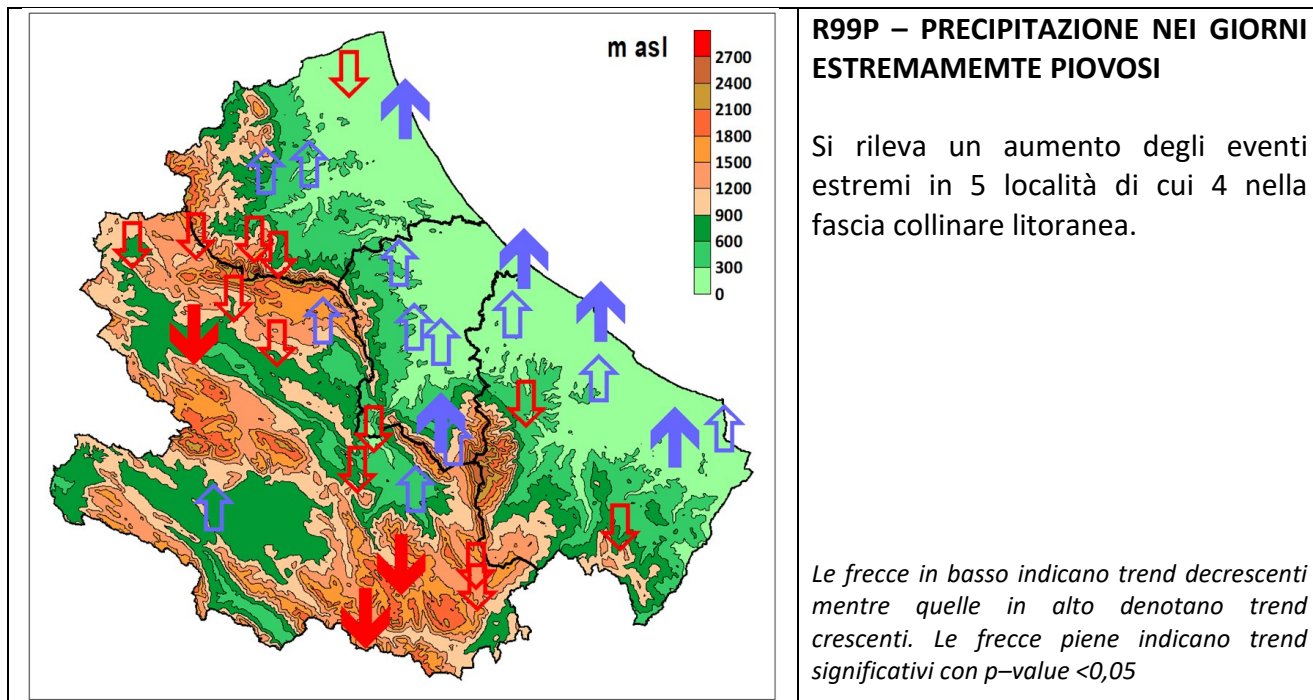 m asl
2700
2400
2100
1800
1500
1200
900
600
300
0
R99P – PRECIPITAZIONE NEI GIORNI
ESTREMAMEMTE PIOVOSI
Si rileva un aumento degli eventi
estremi in 5 località di cui 4 nella
fascia collinare litoranea.
Le frecce in basso indicano trend decrescenti
mentre quelle in alto denotano trend
crescenti. Le frecce piene indicano trend
significativi con p–value <0,05